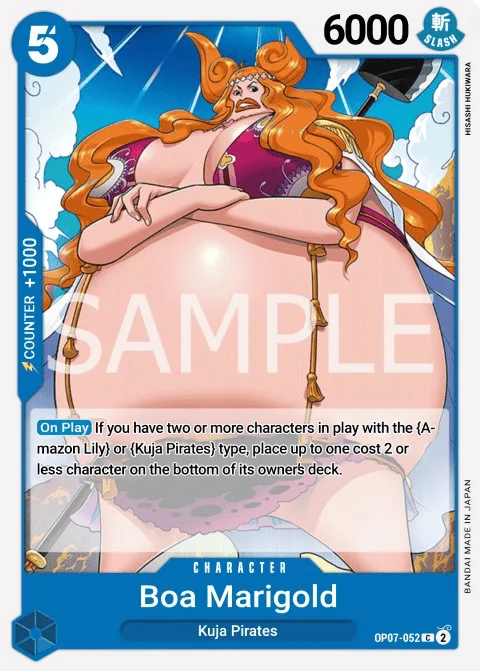 5
6000
斬
SLASH
HISASHI HUKIWARA
COUNTER +1000
SAMPLE
On Play If you have two or more characters in play with the {A-
mazon Lily} or {Kuja Pirates} type, place up to one cost 2 or
less character on the bottom of its owner's deck.
BANDAI MADE IN JAPAN
CHARACTER
Boa Marigold
Kuja Pirates
OP07-052 C 2